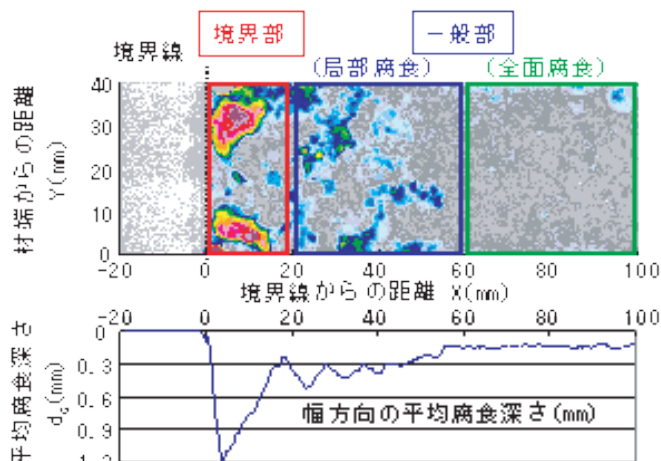 境界部
一般部
境界線
(局部腐食)
(全面腐食)
材端からの距離
Y(mm)
40
30
20
10
0
-20
0
20
40
60
80
100
境界線からの距離 X(mm)
-20
0
20
40
60
80
100
平均腐食深さ
dc(mm)
0
0.3
0.6
0.9
1.2
幅方向の平均腐食深さ(mm)